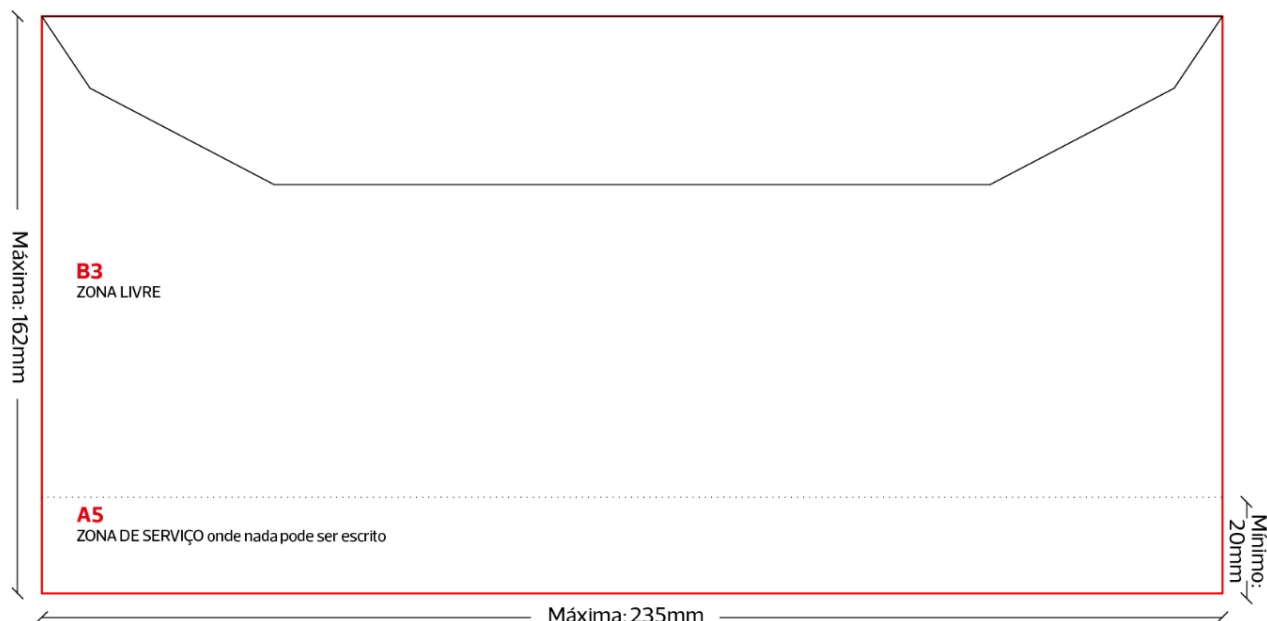 Máxima: 162mm
B3
ZONA LIVRE
A5
ZONA DE SERVIÇO onde nada pode ser escrito
Mínimo:
20mm
Máxima: 235mm